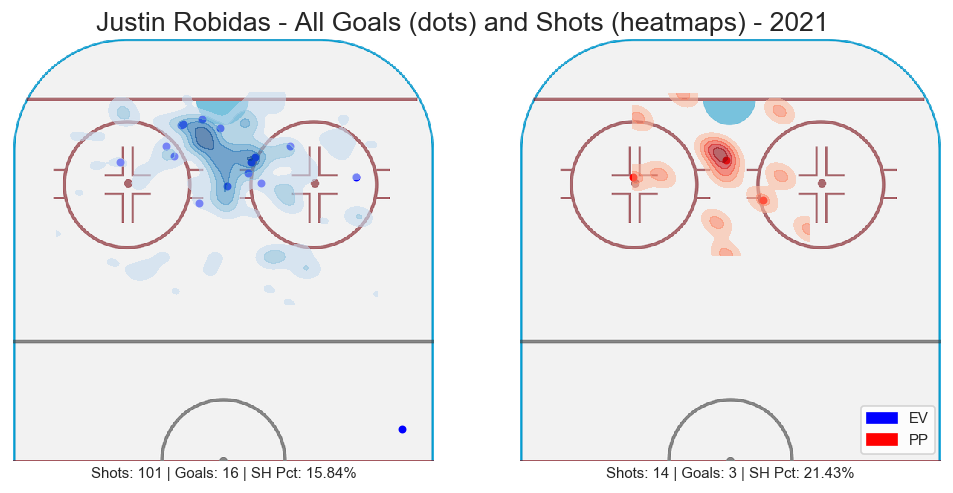 Justin Robidas - All Goals (dots) and Shots (heatmaps) - 2021
EV
PP
Shots: 101 | Goals: 16 | SH Pct: 15.84%
Shots: 14 | Goals: 3 | SH Pct: 21.43%